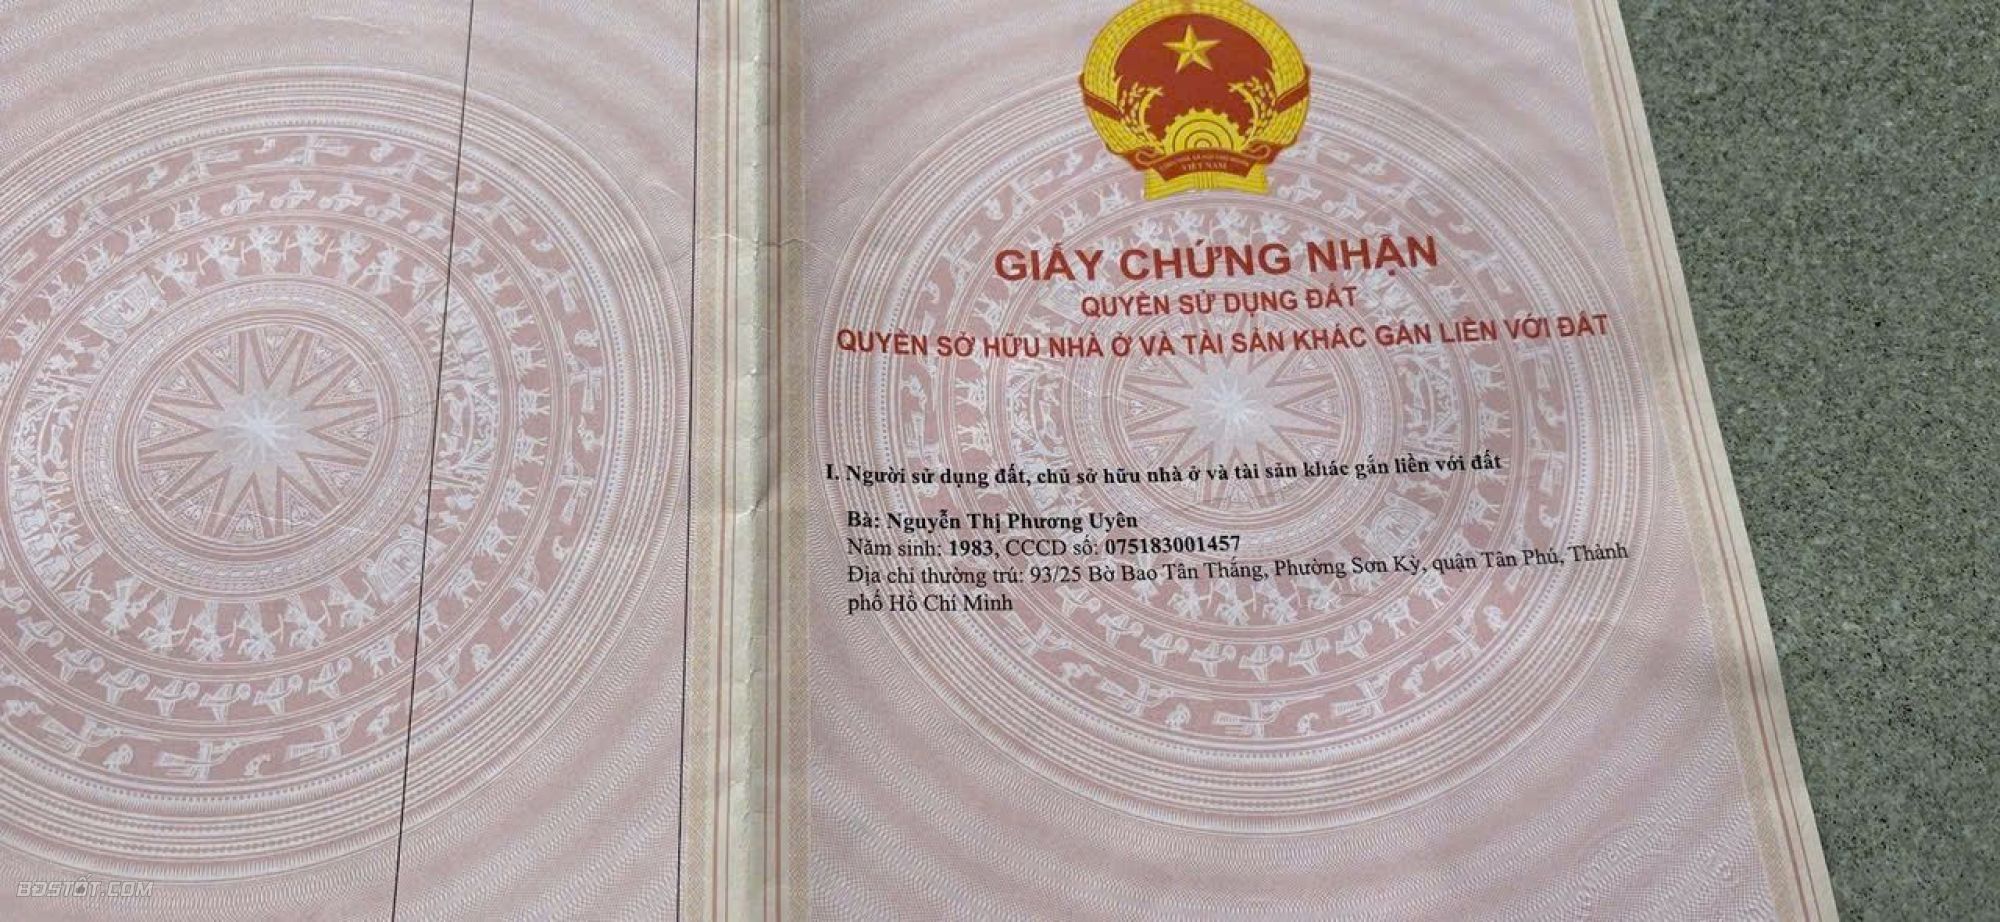 GIẤY CHỨNG NHẬN
QUYỀN SỬ DỤNG ĐẤT
QUYỀN SỞ HỮU NHÀ Ở VÀ TÀI SẢN KHÁC GẮN LIỀN VỚI ĐẤT
I. Người sử dụng đất, chủ sở hữu nhà ở và tài sản khác gắn liền với đất
Bà: Nguyễn Thị Phương Uyên
Năm sinh: 1983, CCCD số: 075183001457
Địa chỉ thường trú: 93/25 Bờ Bao Tân Thắng, Phường Sơn Kỳ, quận Tân Phú, Thành
phố Hồ Chí Minh
BĐSTỐT.COM